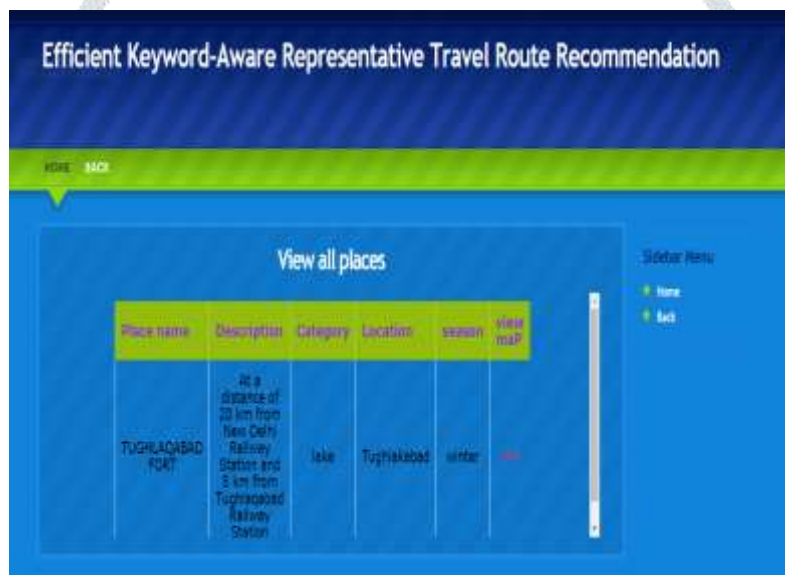 Efficient Keyword-Aware Representative Travel Route Recommendation
HOME BACK
View all places
Sidebar Menu
Home
Back
Place name Description Category Location season view maP
TUGHLAQABAD FORT
At a
distance of
20 km from
New Delhi
Railway
Station and
8 km from
Tughlaqabad
Railway
Station
lake
Tughlakabad
winter